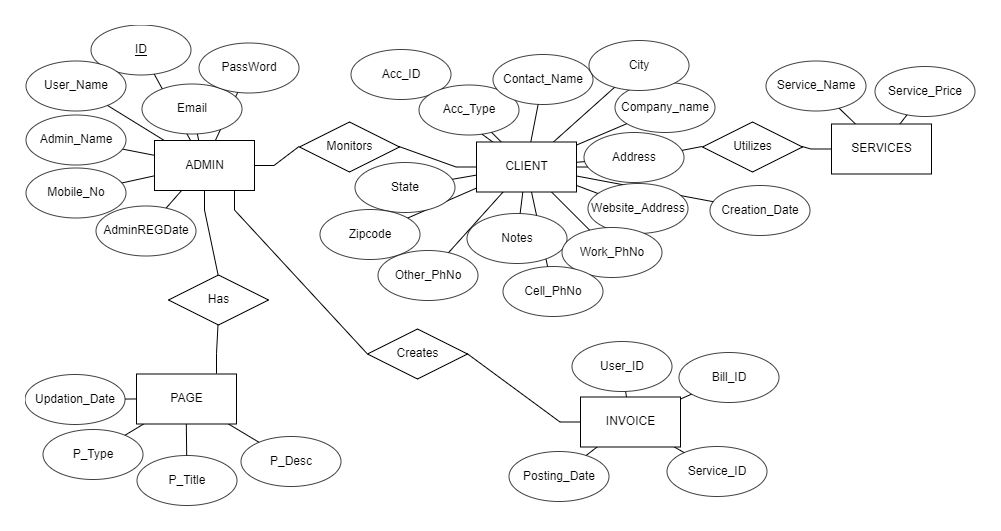 ID
User_Name
PassWord
Email
Admin_Name
ADMIN
Mobile_No
AdminREGDate
Monitors
Acc_ID
Acc_Type
Contact_Name
City
Company_name
CLIENT
Address
State
Zipcode
Other_PhNo
Notes
Cell_PhNo
Work_PhNo
Website_Address
Creation_Date
Utilizes
Service_Name
Service_Price
SERVICES
Has
Creates
PAGE
Updation_Date
P_Type
P_Title
P_Desc
User_ID
Bill_ID
INVOICE
Posting_Date
Service_ID